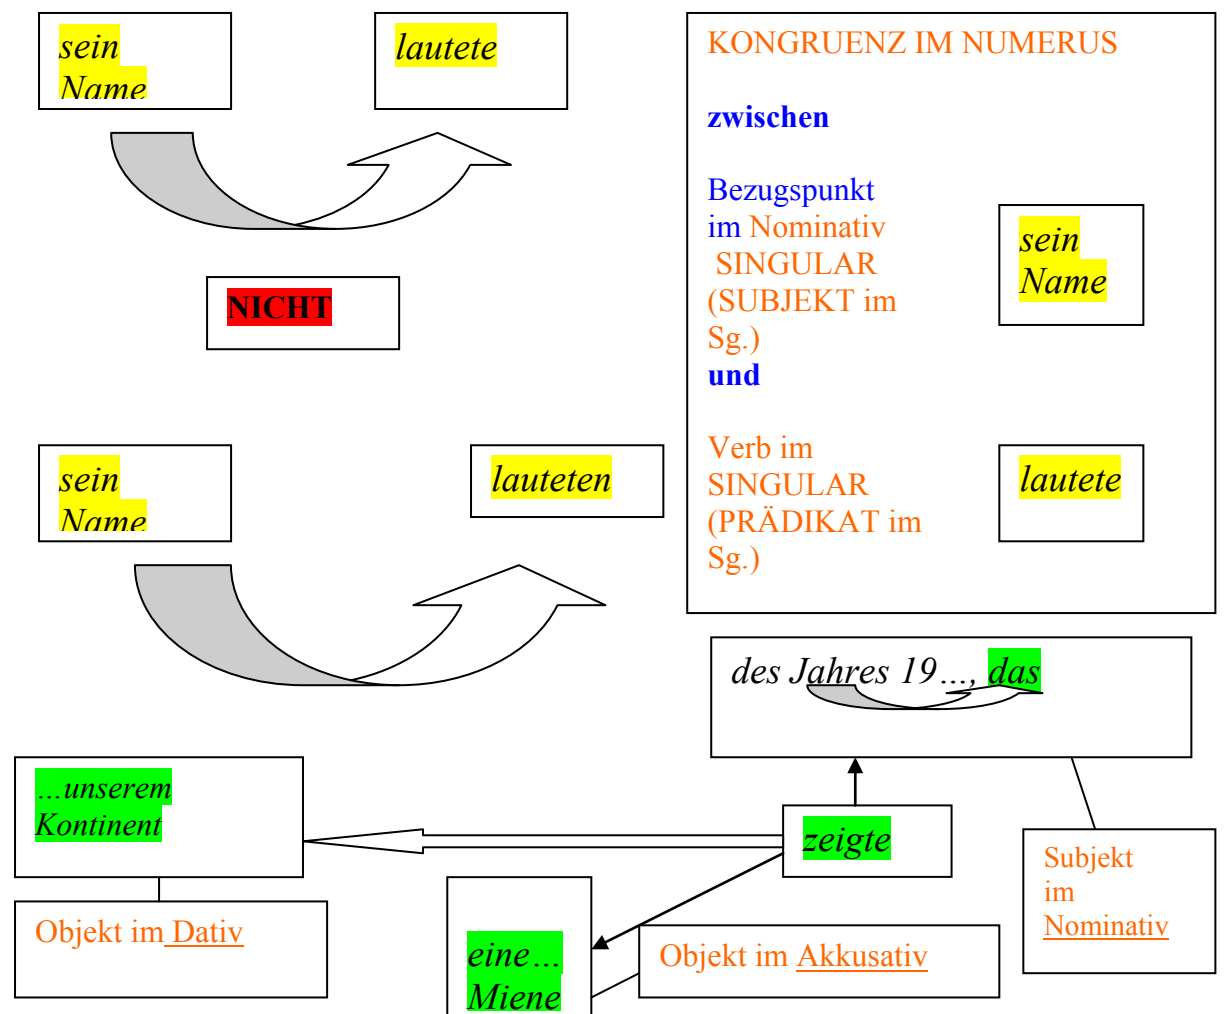 sein
Name
lautete
NICHT
sein
Name
lauteten
KONGRUENZ IM NUMERUS
zwischen
Bezugspunkt
im Nominativ
SINGULAR
(SUBJEKT im
Sg.)
und
sein
Name
Verb im
SINGULAR
(PRÄDIKAT im
Sg.)
lautete
des Jahres 19…, das
…unserem
Kontinent
zeigte
Subjekt
im
Nominativ
Objekt im Dativ
eine…
Miene
Objekt im Akkusativ